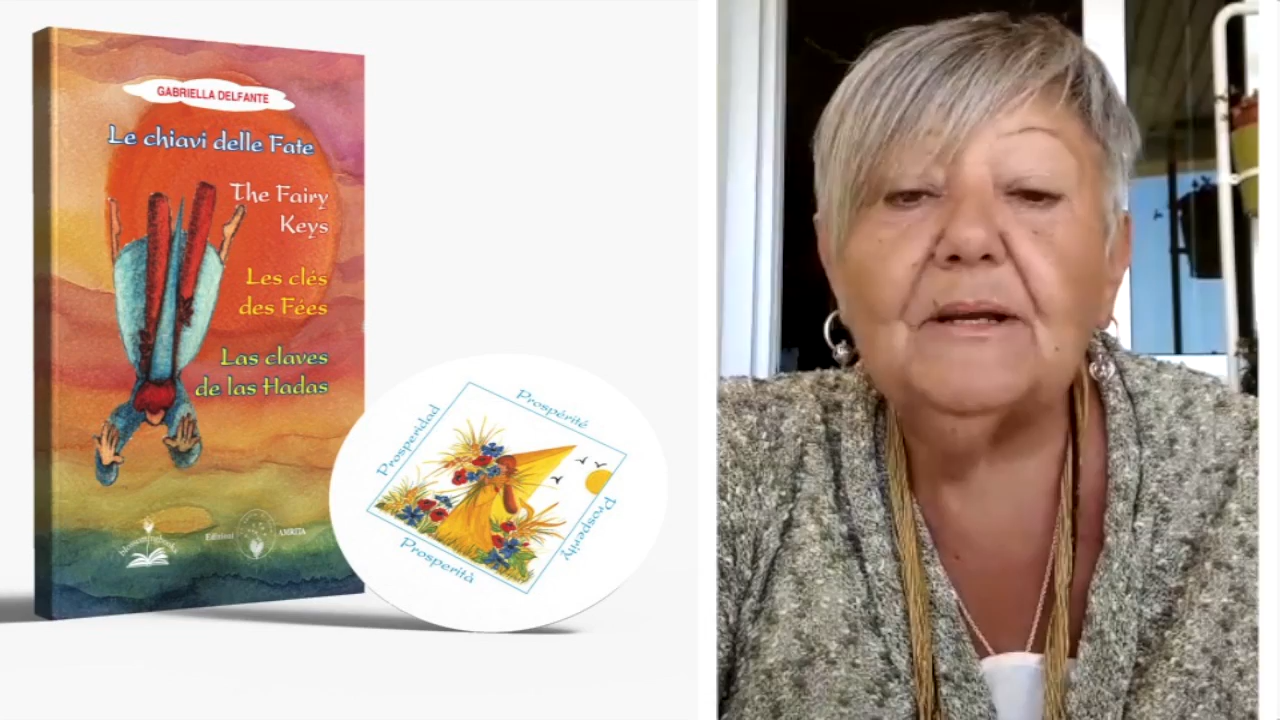 GABRIELLA DELFANTE
Le chiavi delle Fate
The Fairy
Keys
Les clés
des Fées
Las claves
de las Hadas
Edizioni
AMRITA
Prospérité
Prosperidad
Prosperity
Prosperità